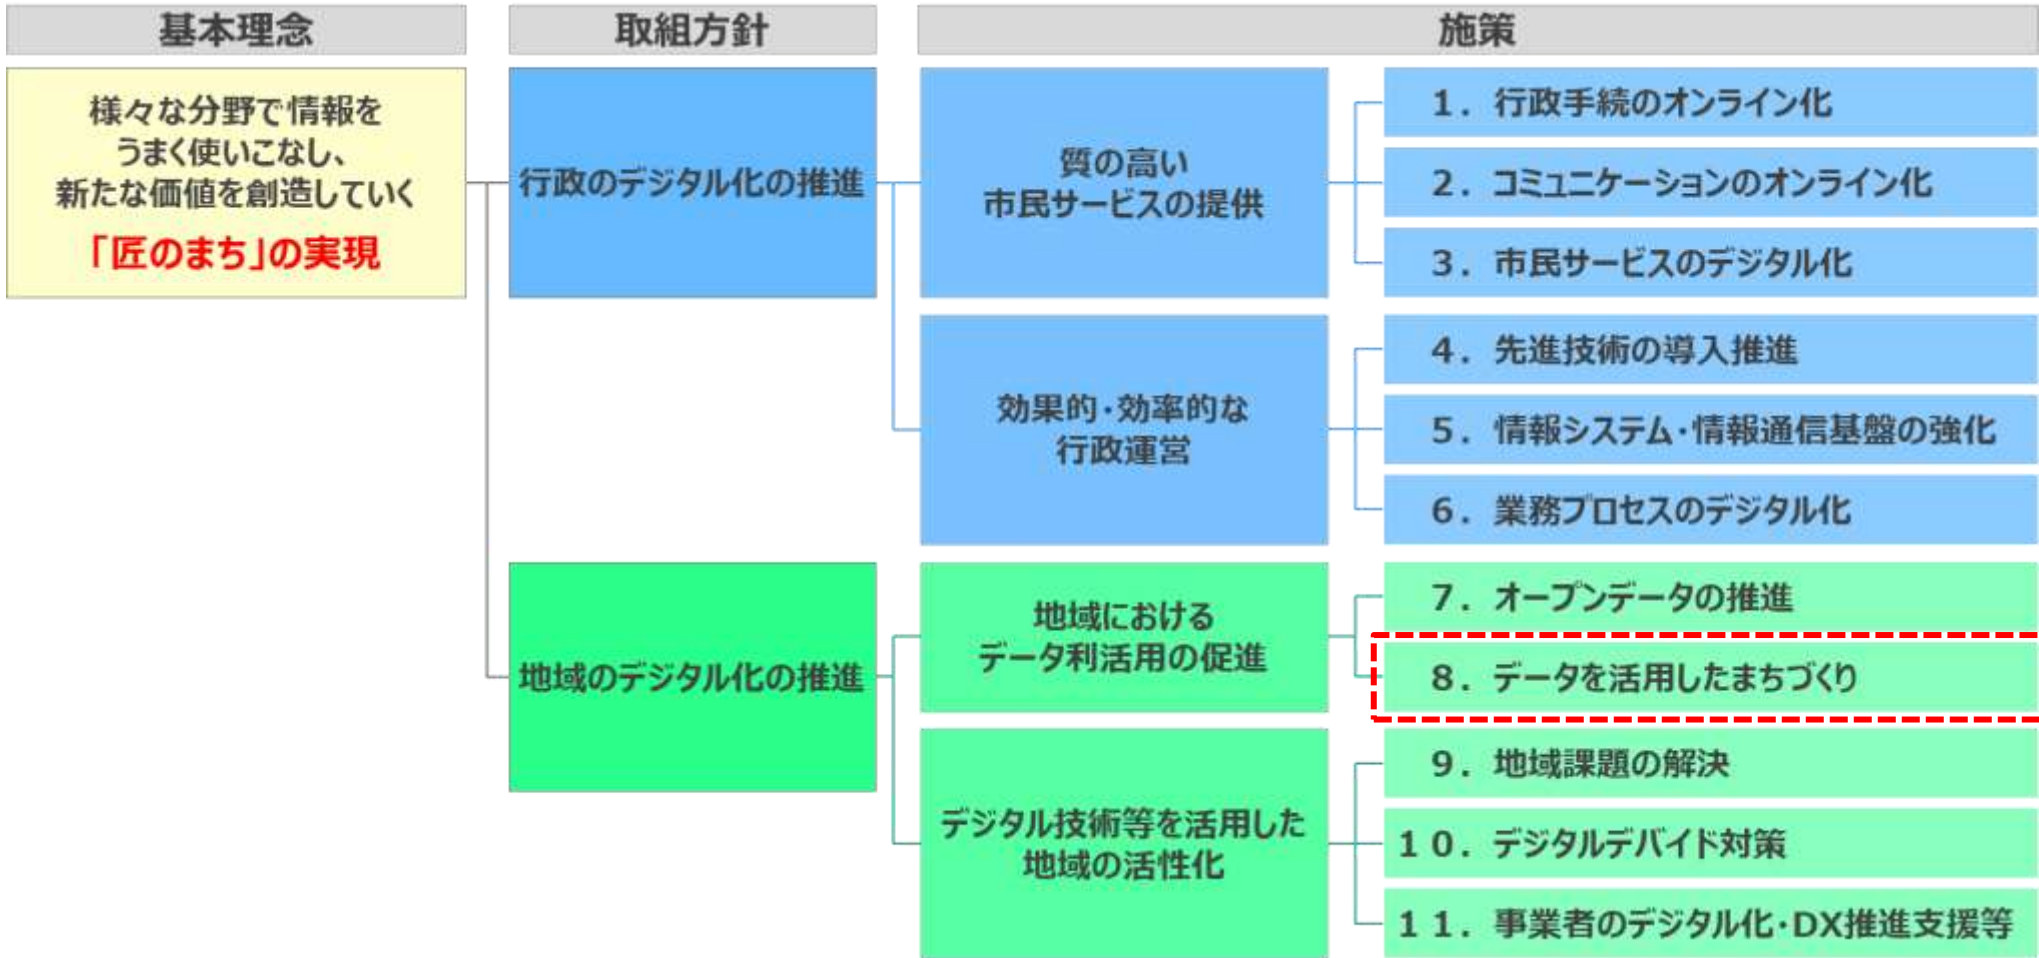 基本理念
取組方針
施策
様々な分野で情報を
うまく使いこなし、
新たな価値を創造していく
「匠のまち」の実現
行政のデジタル化の推進
質の高い
市民サービスの提供
1．行政手続のオンライン化
2．コミュニケーションのオンライン化
3．市民サービスのデジタル化
効果的・効率的な
行政運営
4．先進技術の導入推進
5．情報システム・情報通信基盤の強化
6．業務プロセスのデジタル化
地域のデジタル化の推進
地域における
データ利活用の促進
7．オープンデータの推進
8．データを活用したまちづくり
デジタル技術等を活用した
地域の活性化
9．地域課題の解決
10．デジタルデバイド対策
11．事業者のデジタル化・DX推進支援等